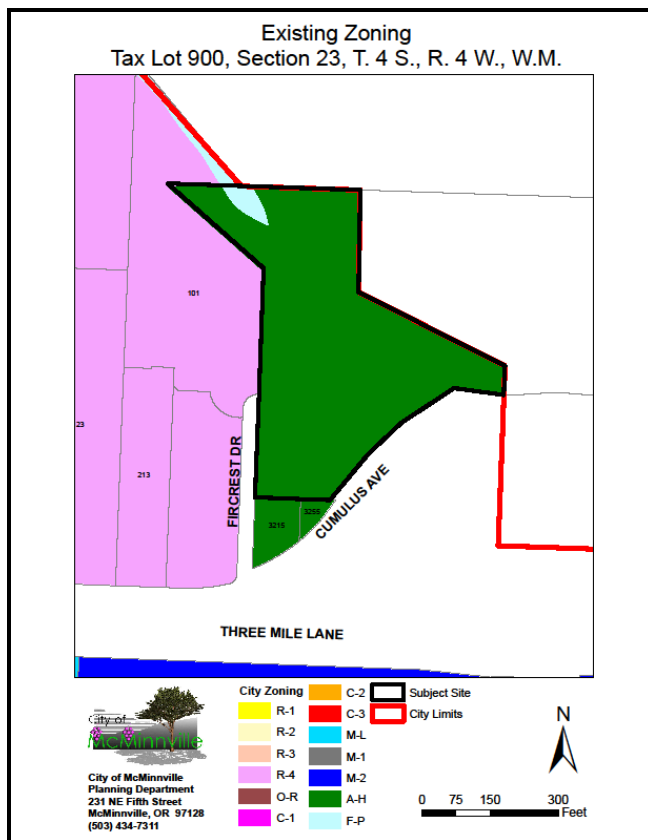 Existing Zoning
Tax Lot 900, Section 23, T. 4 S., R. 4 W., W.M.
101
23
213
FIRCREST DR
3215
3255
CUMULUS AVE
THREE MILE LANE
City of
McMinnville
City of McMinnville
Planning Department
231 NE Fifth Street
McMinnville, OR 97128
(503) 434-7311
City Zoning
R-1
R-2
R-3
R-4
O-R
C-1
C-2
C-3
M-L
M-1
M-2
A-H
F-P
Subject Site
City Limits
N
0 75 150 300
Feet